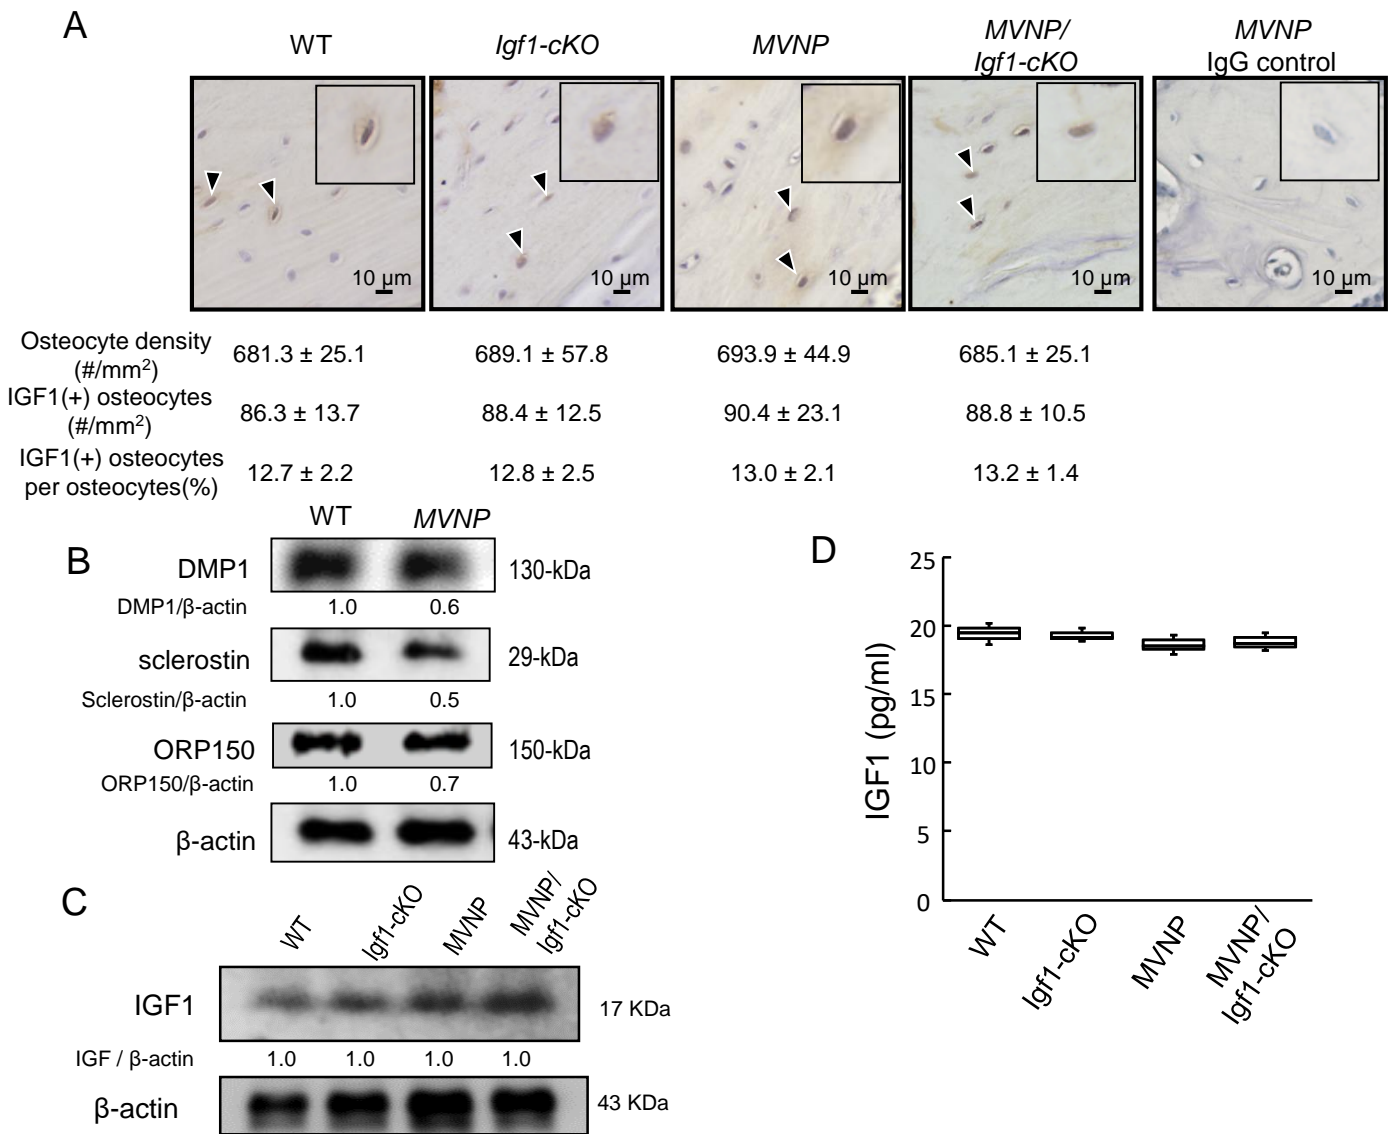 A
WT
Igf1-cKO
MVNP
MVNP/
Igf1-cKO
MVNP
IgG control
10 µm
10 µm
10 µm
10 µm
10 µm
Osteocyte density
(#/mm²)
681.3 ± 25.1
689.1 ± 57.8
693.9 ± 44.9
685.1 ± 25.1
IGF1(+) osteocytes
(#/mm²)
86.3 ± 13.7
88.4 ± 12.5
90.4 ± 23.1
88.8 ± 10.5
IGF1(+) osteocytes
per osteocytes(%)
12.7 ± 2.2
12.8 ± 2.5
13.0 ± 2.1
13.2 ± 1.4
B
WT
MVNP
DMP1
130-kDa
DMP1/β-actin
1.0
0.6
sclerostin
29-kDa
Sclerostin/β-actin
1.0
0.5
ORP150
150-kDa
ORP150/β-actin
1.0
0.7
β-actin
43-kDa
C
WT
Igf1-cKO
MVNP
MVNP/
Igf1-cKO
IGF1
17 KDa
IGF / β-actin
1.0
1.0
1.0
1.0
β-actin
43 KDa
D
IGF1 (pg/ml)
25
20
15
10
5
0
WT
Igf1-cKO
MVNP
MVNP/
Igf1-cKO